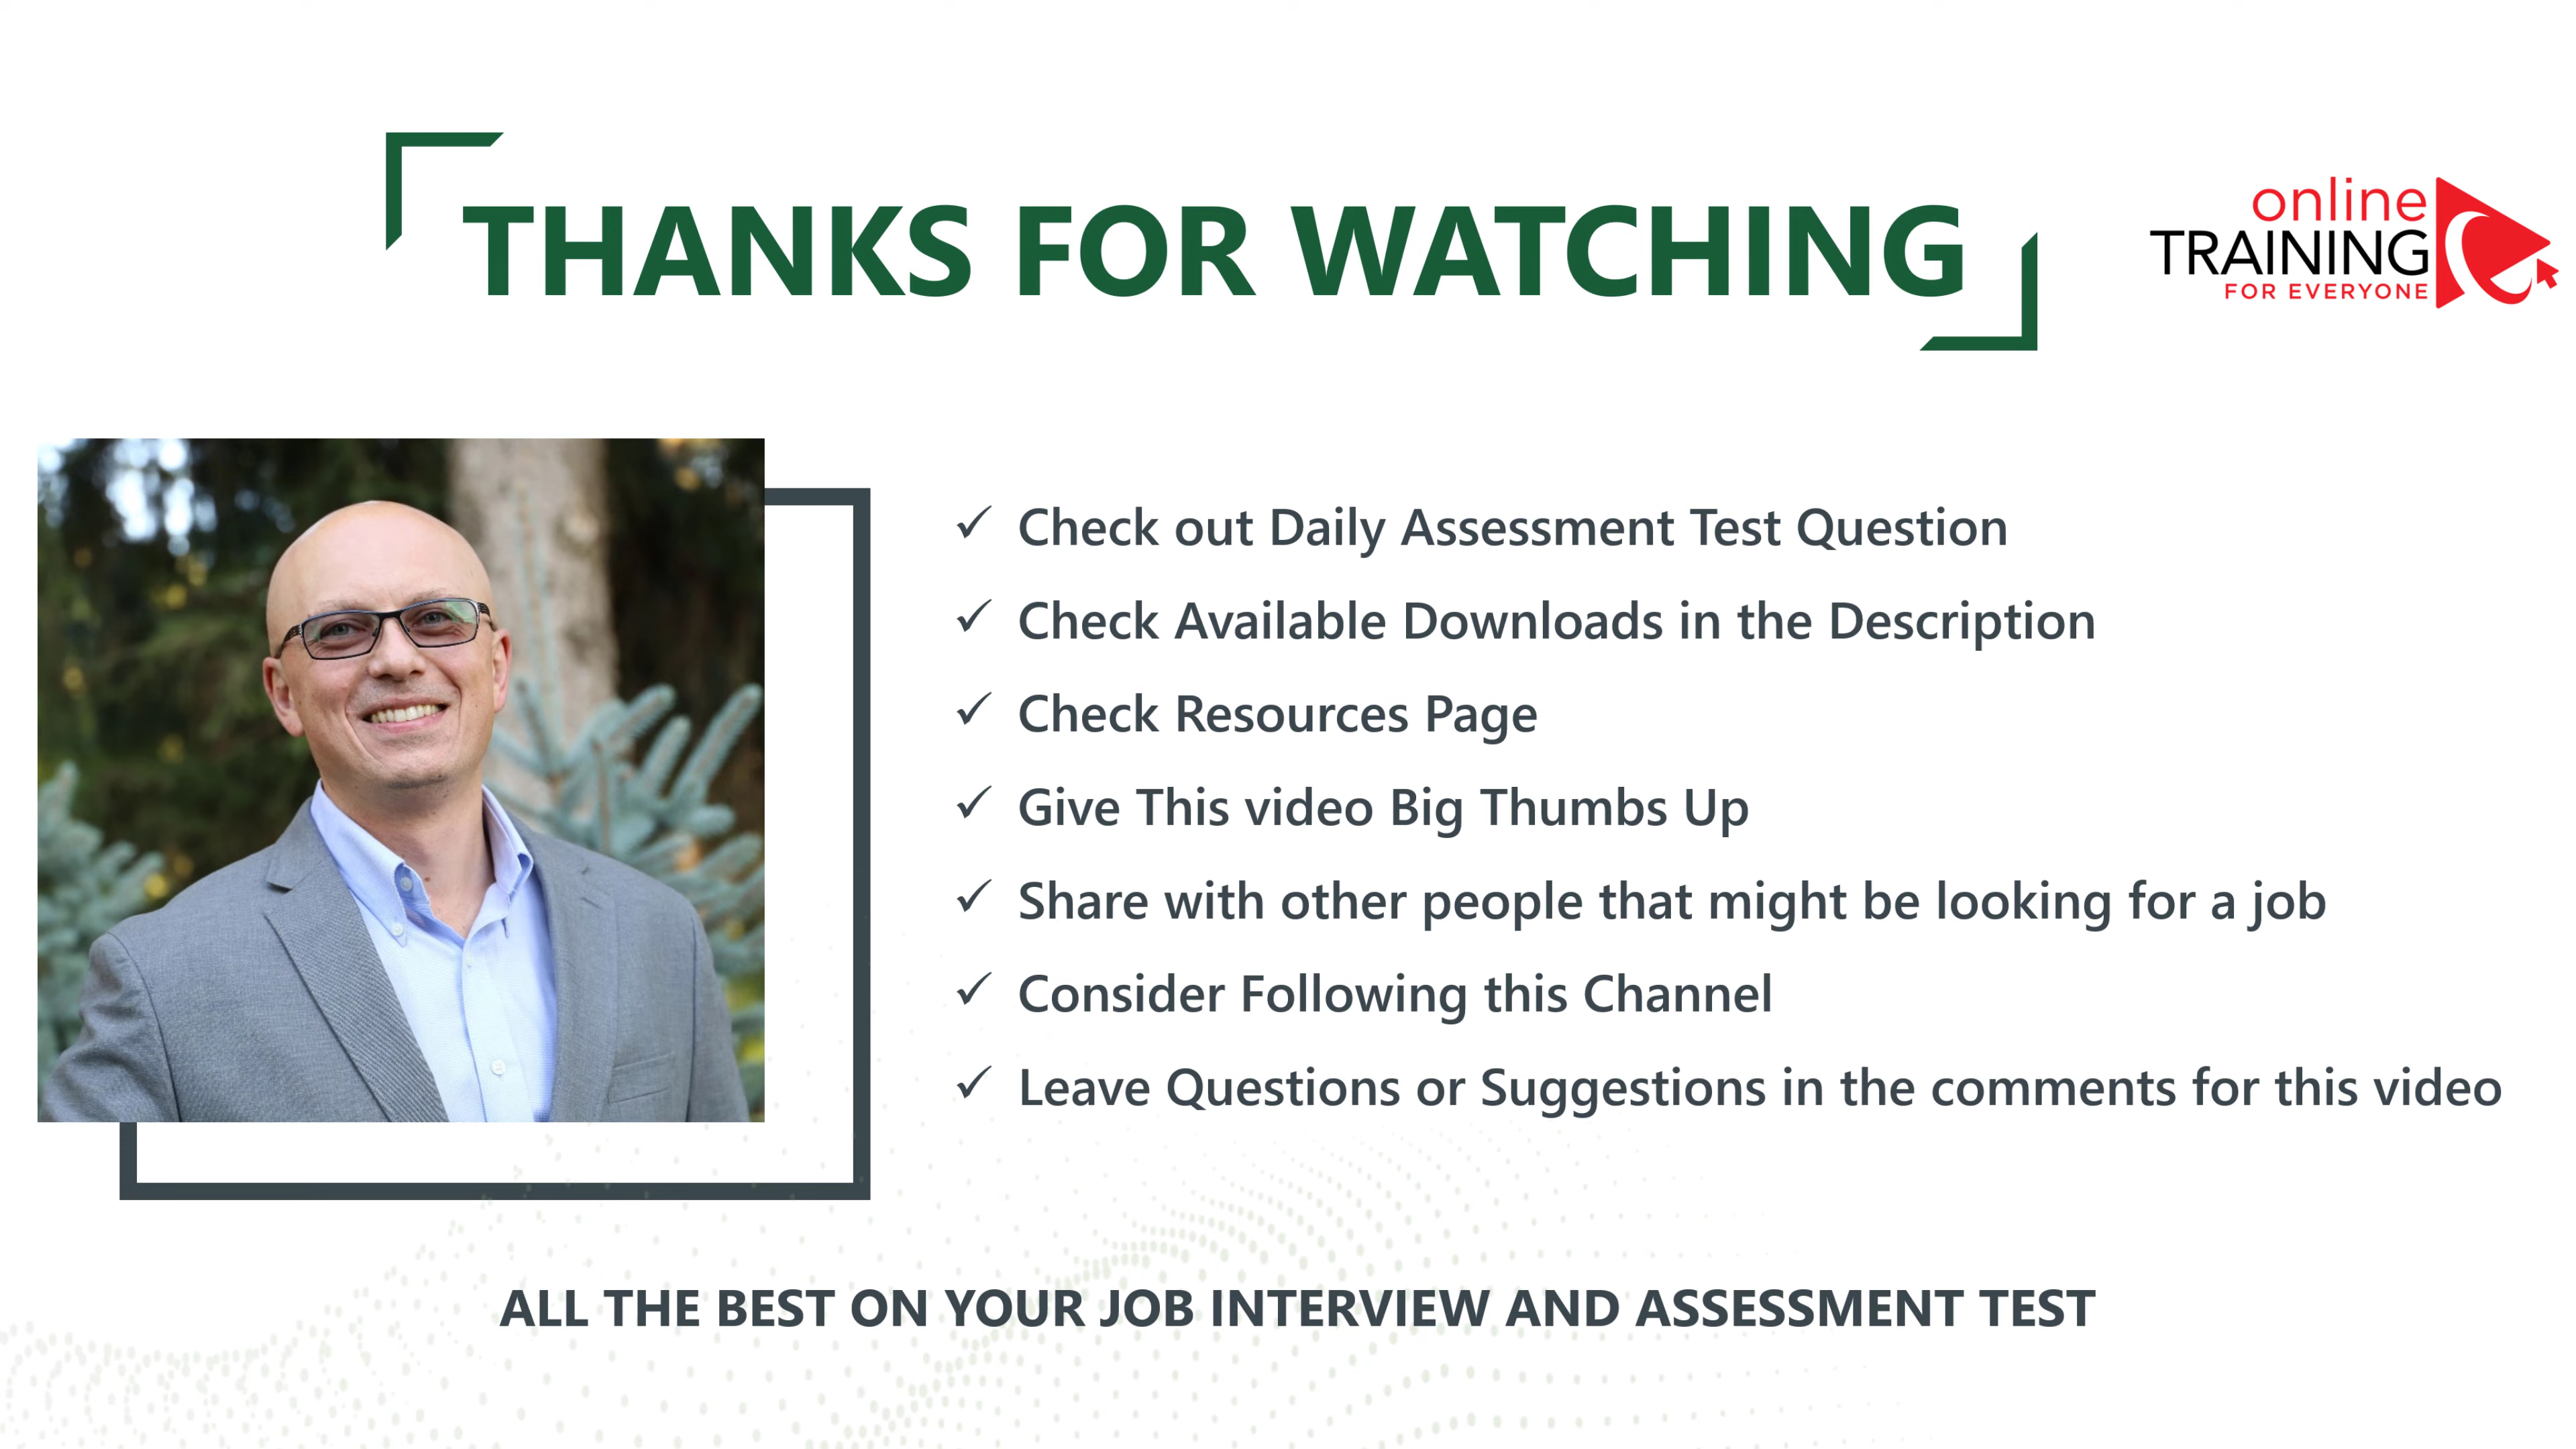 THANKS FOR WATCHING
online
TRAINING
FOR EVERYONE
Check out Daily Assessment Test Question
Check Available Downloads in the Description
Check Resources Page
Give This video Big Thumbs Up
Share with other people that might be looking for a job
Consider Following this Channel
Leave Questions or Suggestions in the comments for this video
ALL THE BEST ON YOUR JOB INTERVIEW AND ASSESSMENT TEST